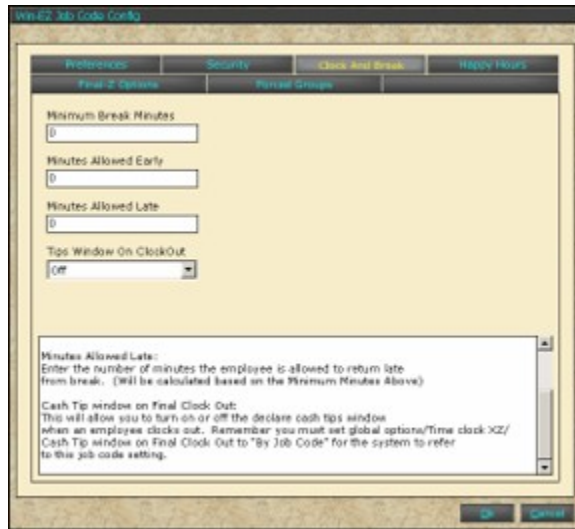 Win-EZ Job Code Config
Preferences Security Clock And Break Happy Hours
Final-Z Options Forced Groups
Minimum Break Minutes
0
Minutes Allowed Early
0
Minutes Allowed Late
0
Tips Window On ClockOut
Off
Minutes Allowed Late:
Enter the number of minutes the employee is allowed to return late
from break. (Will be calculated based on the Minimum Minutes Above)
Cash Tip window on Final Clock Out:
This will allow you to turn on or off the declare cash tips window
when an employee clocks out. Remember you must set global options/Time clock XZ/
Cash Tip window on Final Clock Out to "By Job Code" for the system to refer
to this job code setting.
Ok Cancel